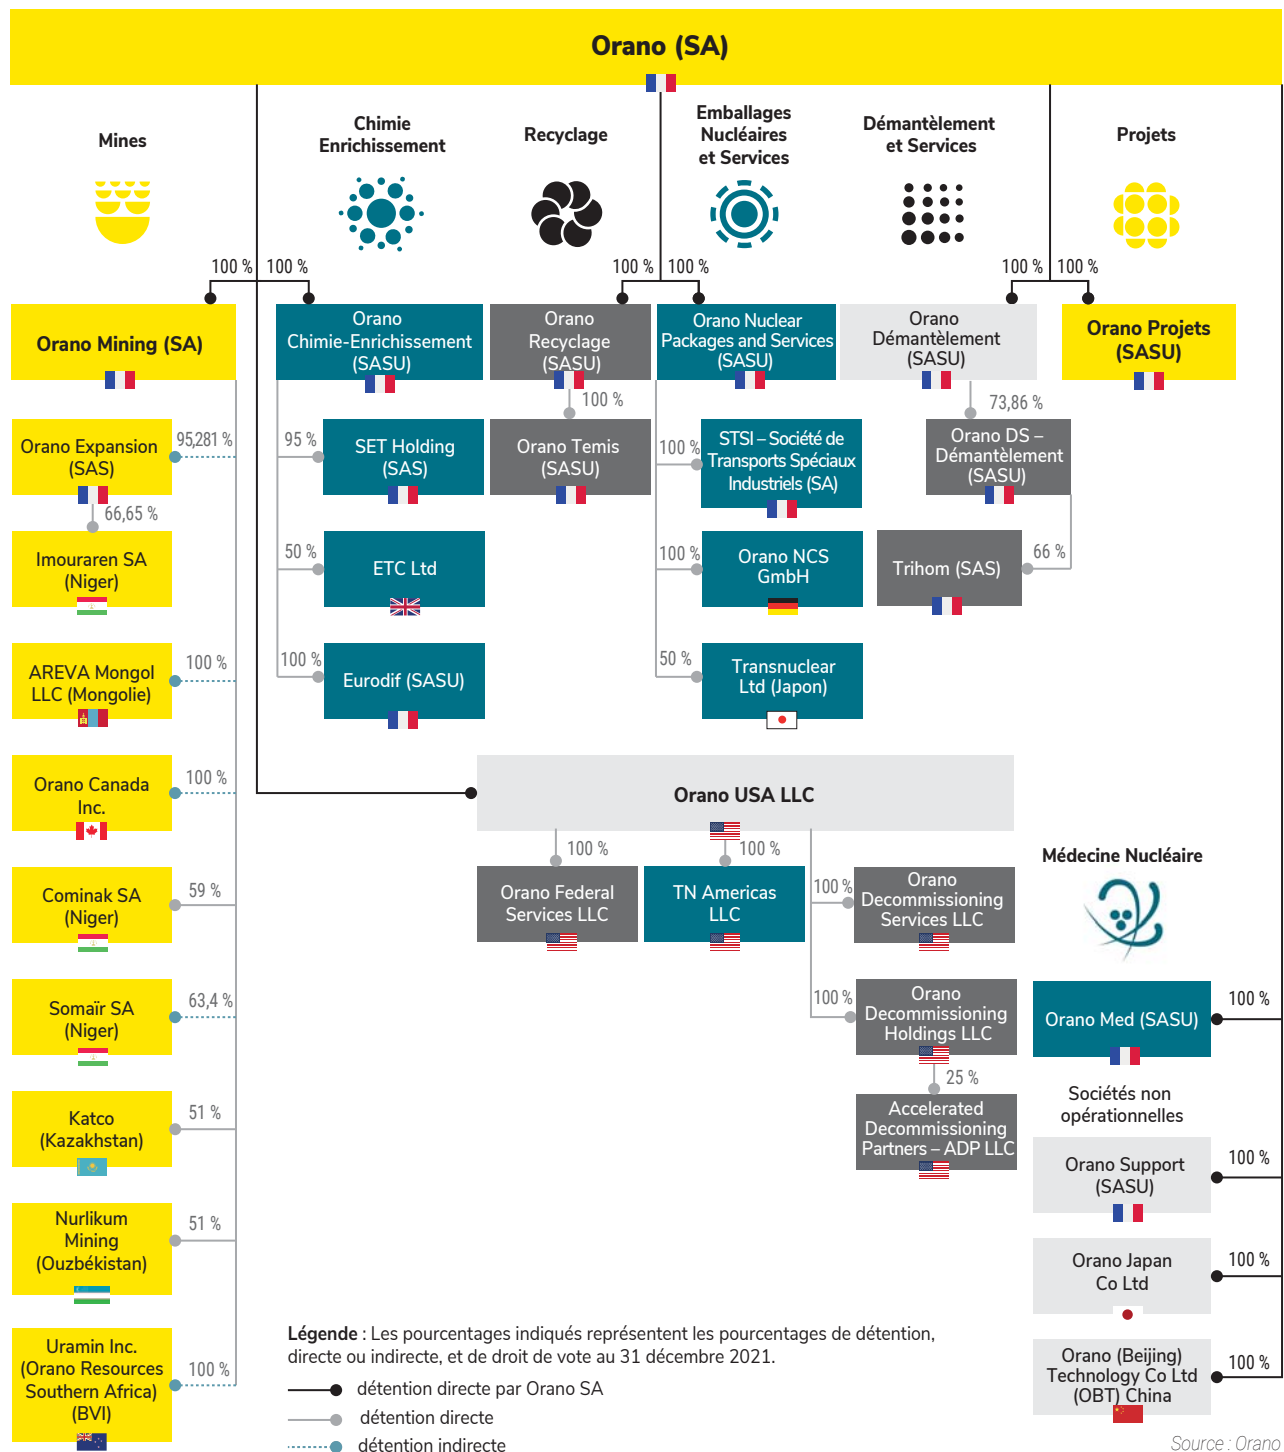 Orano (SA)
Mines
Chimie
Enrichissement
Recyclage
Emballages
Nucléaires
et Services
Démantèlement
et Services
Projets
100 %
100 %
100 %
100 %
100 %
100 %
Orano Mining (SA)
Orano
Chimie-Enrichissement
(SASU)
Orano
Recyclage
(SASU)
Orano Nuclear
Packages and Services
(SASU)
Orano
Démantèlement
(SASU)
Orano Projets
(SASU)
Orano Expansion
(SAS)
95,281 %
66,65 %
Imouraren SA
(Niger)
AREVA Mongol
LLC (Mongolie)
100 %
Orano Canada
Inc.
100 %
Cominak SA
(Niger)
59 %
Somaïr SA
(Niger)
63,4 %
Katco
(Kazakhstan)
51 %
Nurlikum
Mining
(Ouzbékistan)
51 %
Uramin Inc.
(Orano Resources
Southern Africa)
(BVI)
100 %
95 %
SET Holding
(SAS)
50 %
ETC Ltd
100 %
Eurodif (SASU)
100 %
Orano Temis
(SASU)
100 %
STSI – Société de
Transports Spéciaux
Industriels (SA)
100 %
Orano NCS
GmbH
50 %
Transnuclear
Ltd (Japon)
73,86 %
Orano DS –
Démantèlement
(SASU)
Trihom (SAS)
66 %
Orano USA LLC
100 %
Orano Federal
Services LLC
100 %
TN Americas
LLC
100 %
Orano
Decommissioning
Services LLC
100 %
Orano
Decommissioning
Holdings LLC
25 %
Accelerated
Decommissioning
Partners – ADP LLC
Médecine Nucléaire
Orano Med (SASU)
100 %
Sociétés non
opérationnelles
Orano Support
(SASU)
100 %
Orano Japan
Co Ltd
100 %
Orano (Beijing)
Technology Co Ltd
(OBT) China
100 %
Légende : Les pourcentages indiqués représentent les pourcentages de détention,
directe ou indirecte, et de droit de vote au 31 décembre 2021.
détention directe par Orano SA
détention directe
détention indirecte
Source : Orano